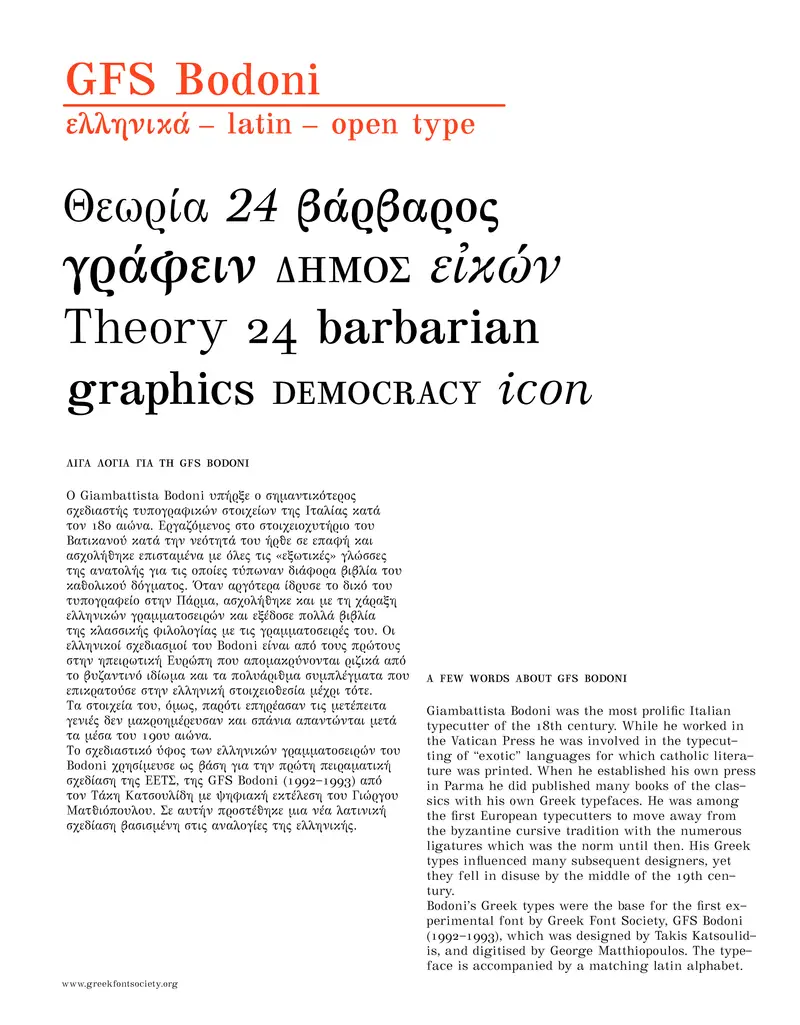 GFS Bodoni
ελληνικά – latin – open type
Θεωρία 24 βάρβαρος
γράφειν ΔΗΜΟΣ εἰκών
Theory 24 barbarian
graphics DEMOCRACY icon
ΛΙΓΑ ΛΟΓΙΑ ΓΙΑ ΤΗ GFS BODONI
Ο Giambattista Bodoni υπήρξε ο σημαντικότερος
σχεδιαστής τυπογραφικών στοιχείων της Ιταλίας κατά
τον 18ο αιώνα. Εργαζόμενος στο στοιχειοχυτήριο του
Βατικανού κατά την νεότητά του ήρθε σε επαφή και
ασχολήθηκε επισταμένα με όλες τις «εξωτικές» γλώσσες
της ανατολής για τις οποίες τύπωναν διάφορα βιβλία του
καθολικού δόγματος. Όταν αργότερα ίδρυσε το δικό του
τυπογραφείο στην Πάρμα, ασχολήθηκε και με τη χάραξη
ελληνικών γραμματοσειρών και εξέδοσε πολλά βιβλία
της κλασσικής φιλολογίας με τις γραμματοσειρές του. Οι
ελληνικοί σχεδιασμοί του Bodoni είναι από τους πρώτους
στην ηπειρωτική Ευρώπη που απομακρύνονται ριζικά από
το βυζαντινό ιδίωμα και τα πολυάριθμα συμπλέγματα που
επικρατούσε στην ελληνική στοιχειοθεσία μέχρι τότε.
Τα στοιχεία του, όμως, παρότι επηρέασαν τις μετέπειτα
γενιές δεν μακροημέρευσαν και σπάνια απαντώνται μετά
τα μέσα του 19ου αιώνα.
Το σχεδιαστικό ύφος των ελληνικών γραμματοσειρών του
Bodoni χρησίμευσε ως βάση για την πρώτη πειραματική
σχεδίαση της ΕΕΤΣ, της GFS Bodoni (1992–1993) από
τον Τάκη Κατσουλίδη με ψηφιακή εκτέλεση του Γιώργου
Ματθιόπουλου. Σε αυτήν προστέθηκε μια νέα λατινική
σχεδίαση βασισμένη στις αναλογίες της ελληνικής.
A FEW WORDS ABOUT GFS BODONI
Giambattista Bodoni was the most prolific Italian
typecutter of the 18th century. While he worked in
the Vatican Press he was involved in the typecut–
ting of “exotic” languages for which catholic litera–
ture was printed. When he established his own press
in Parma he did published many books of the clas–
sics with his own Greek typefaces. He was among
the first European typecutters to move away from
the byzantine cursive tradition with the numerous
ligatures which was the norm until then. His Greek
types influenced many subsequent designers, yet
they fell in disuse by the middle of the 19th cen–
tury.
Bodoni’s Greek types were the base for the first ex–
perimental font by Greek Font Society, GFS Bodoni
(1992–1993), which was designed by Takis Katsoulid–
is, and digitised by George Matthiopoulos. The type–
face is accompanied by a matching latin alphabet.
www.greekfontsociety.org